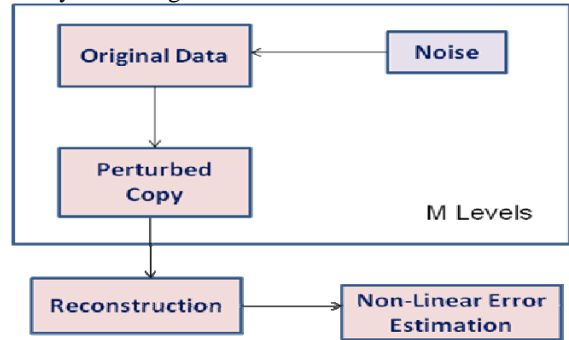 Original Data
Noise
Perturbed
Copy
M Levels
Reconstruction
Non-Linear Error
Estimation